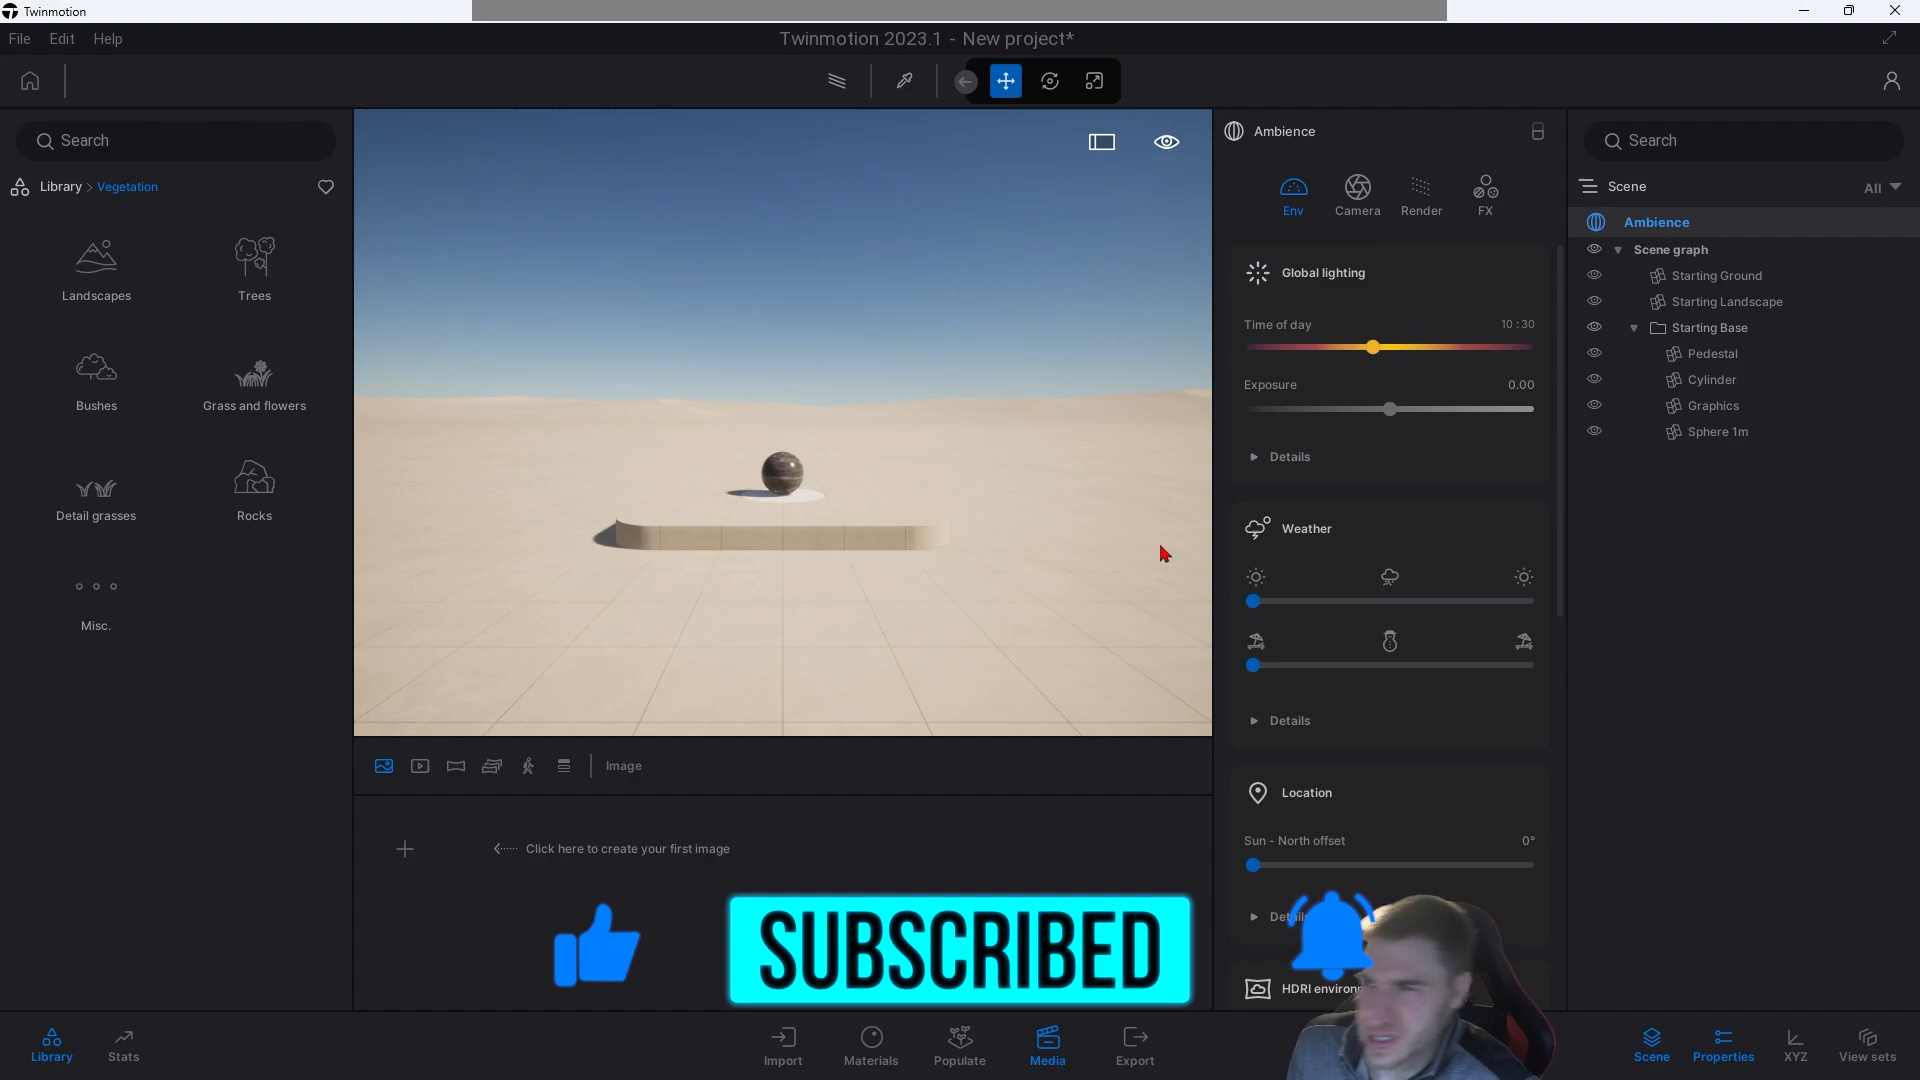 Twinmotion
File Edit Help
Twinmotion 2023.1 - New project*
Search
Library > Vegetation
Landscapes
Trees
Bushes
Grass and flowers
Detail grasses
Rocks
Misc.
Image
Click here to create your first image
SUBSCRIBED
Ambience
Env
Camera
Render
FX
Global lighting
Time of day 10:30
Exposure 0.00
Details
Weather
Details
Location
Sun - North offset 0°
Details
HDRI environm
Search
Scene All
Ambience
Scene graph
Starting Ground
Starting Landscape
Starting Base
Pedestal
Cylinder
Graphics
Sphere 1m
Library
Stats
Import
Materials
Populate
Media
Export
Scene
Properties
XYZ
View sets